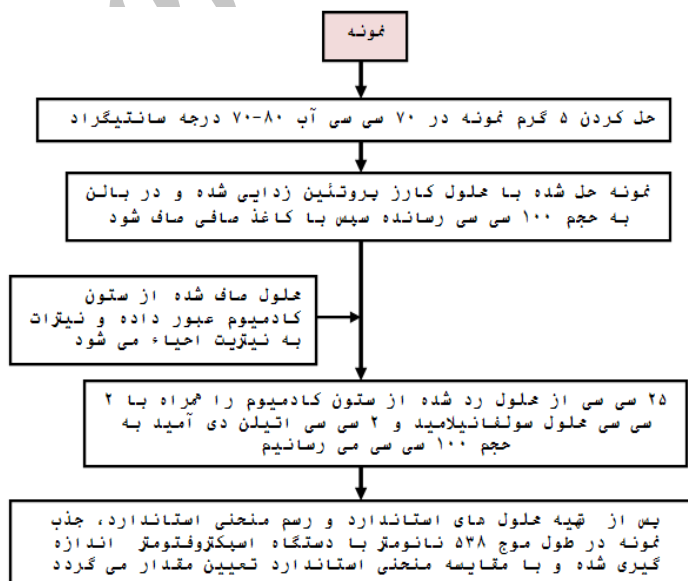 نمونه
حل کردن ۵ گرم نمونه در ۷۰ سی سی آب ۸۰-۷۰ درجه سانتیگراد
نمونه حل شده با محلول کارز پروتئین زدایی شده و در بالن
به حجم ۱۰۰ سی سی رسانده سپس با کاغذ صافی صاف شود
محلول صاف شده از ستون
کادمیوم عبور داده و نیترات
به نیتریت احیاء می شود
۲۵ سی سی از محلول رد شده از ستون کادمیوم را همراه با ۲
سی سی محلول سولفانیلامید و ۲ سی سی اتیلن دی آمید به
حجم ۱۰۰ سی سی می رسانیم
پس از تهیه محلول های استاندارد و رسم منحنی استاندارد، جذب
نمونه در طول موج ۵۳۸ نانومتر با دستگاه اسپکتروفتومتر اندازه
گیری شده و با مقایسه منحنی استاندارد تعیین مقدار می گردد